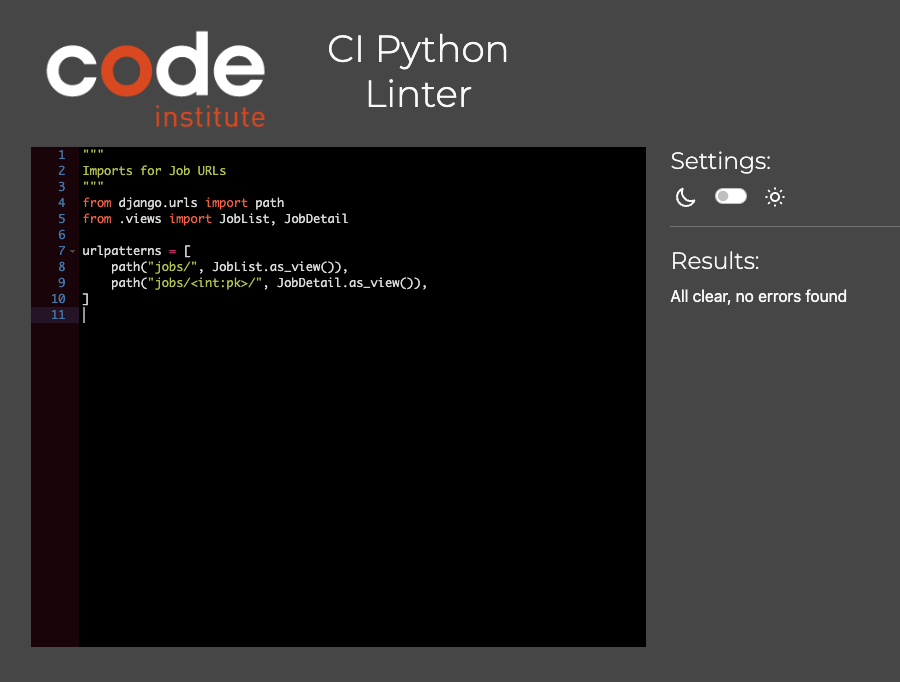 code
institute
CI Python
Linter
1 """
2 Imports for Job URLs
3 """
4 from django.urls import path
5 from .views import JobList, JobDetail
6
7 urlpatterns = [
8     path("jobs/", JobList.as_view()),
9     path("jobs/<int:pk>/", JobDetail.as_view()),
10 ]
11
Settings:
Results:
All clear, no errors found